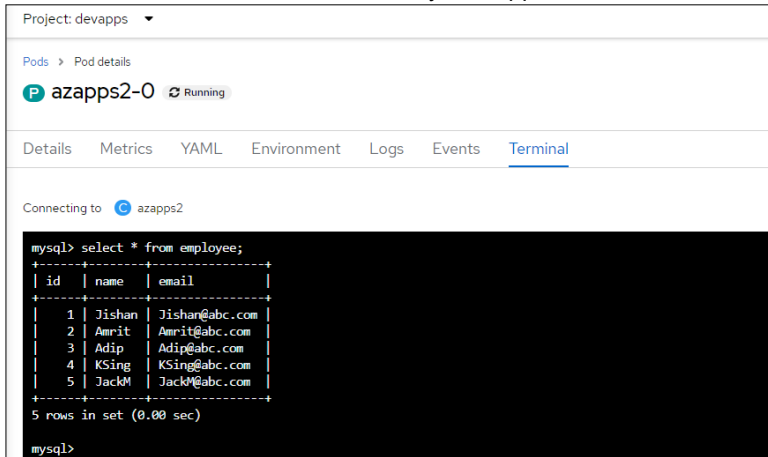 Project: devapps
Pods > Pod details
P azapps2-0 Running
Details Metrics YAML Environment Logs Events Terminal
Connecting to C azapps2
mysql> select * from employee;
+------+--------+----------------+
| id   | name   | email          |
+------+--------+----------------+
|    1 | Jishan | Jishan@abc.com |
|    2 | Amrit  | Amrit@abc.com  |
|    3 | Adip   | Adip@abc.com   |
|    4 | KSing  | KSing@abc.com  |
|    5 | JackM  | JackM@abc.com  |
+------+--------+----------------+
5 rows in set (0.00 sec)
mysql>